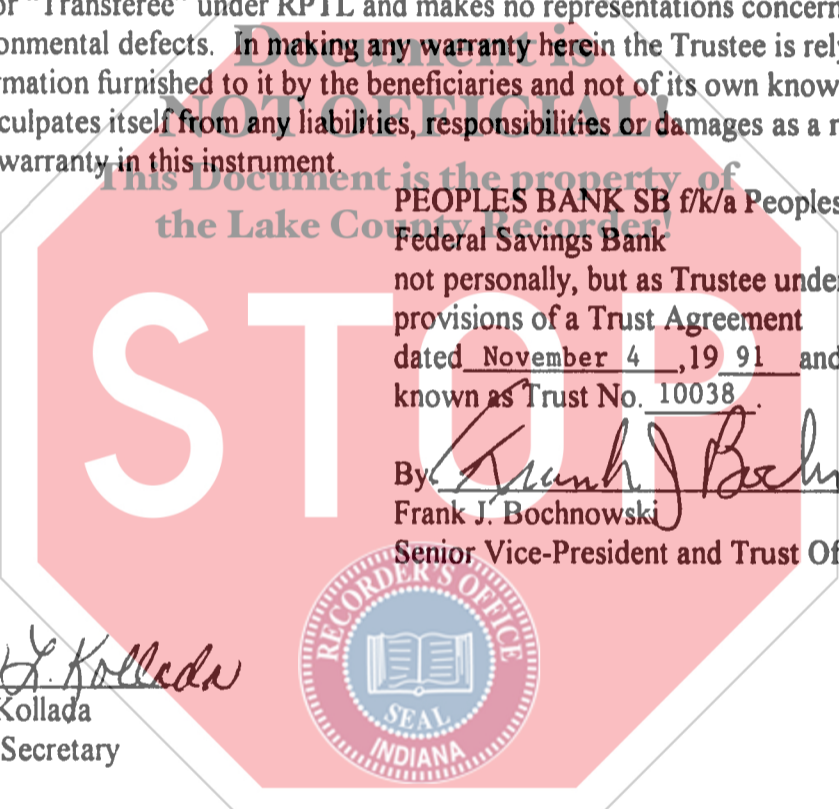 or "Transferee" under RPTL and makes no representations concern
onmental defects. In making any warranty herein the Trustee is rel
rmation furnished to it by the beneficiaries and not of its own know
culpates itself from any liabilities, responsibilities or damages as a
warranty in this instrument.
Document is
NOT OFFICIAL!
This Document is the property of
the Lake County Recorder!
STOP
PEOPLES BANK SB f/k/a Peoples
Federal Savings Bank
not personally, but as Trustee unde
provisions of a Trust Agreement
dated November 4 ,19 91 and
known as Trust No. 10038 .
By Frank J Boch
Frank J. Bochnowski
Senior Vice-President and Trust Of
RECORDER'S OFFICE
SEAL
INDIANA
L. Kollada
Kollada
Secretary